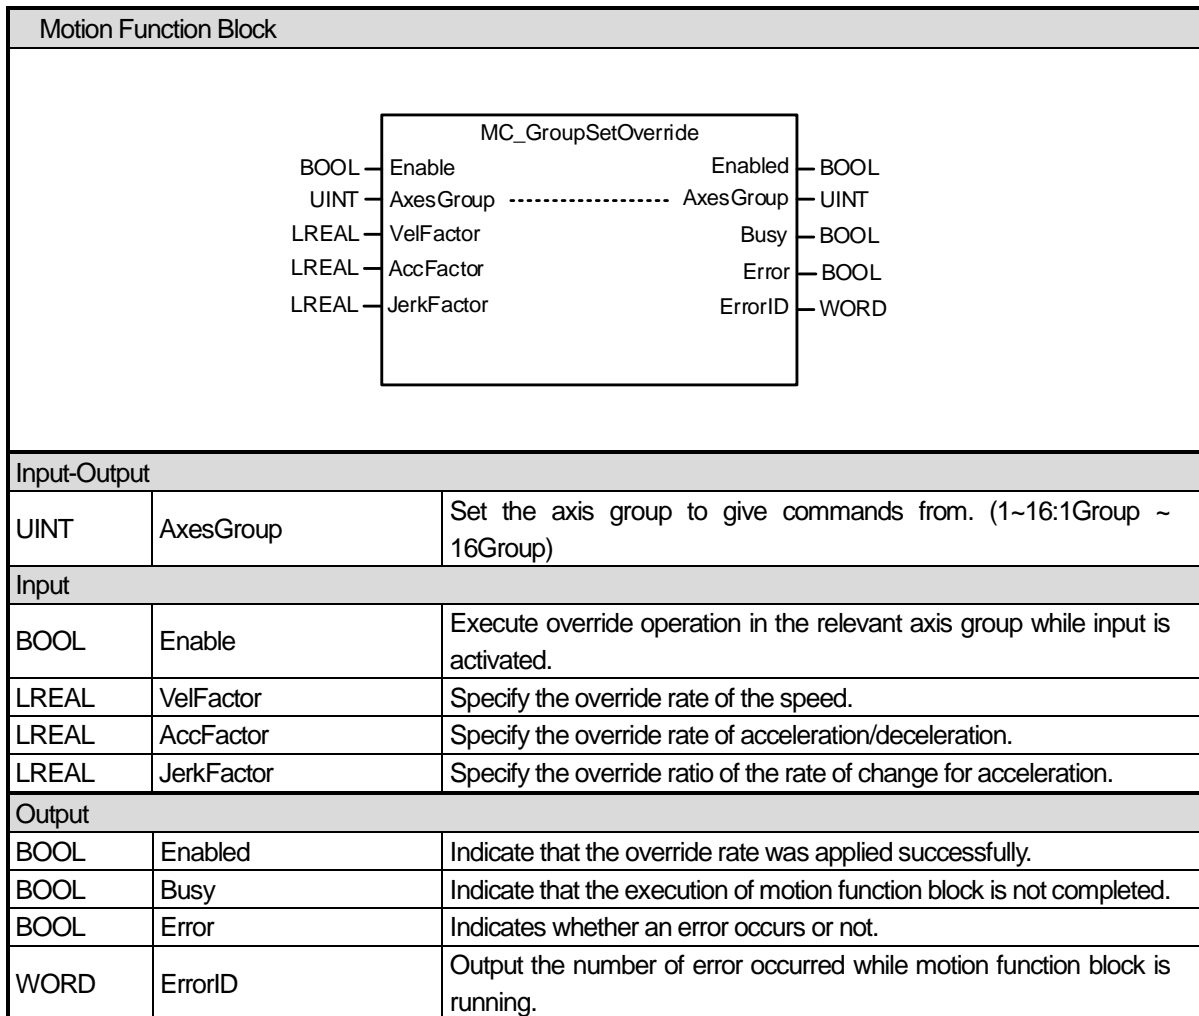 Motion Function Block
MC_GroupSetOverride
BOOL Enable Enabled BOOL
UINT AxesGroup AxesGroup UINT
LREAL VelFactor Busy BOOL
LREAL AccFactor Error BOOL
LREAL JerkFactor ErrorID WORD
Input-Output
UINT AxesGroup Set the axis group to give commands from. (1~16:1Group ~
16Group)
Input
BOOL Enable Execute override operation in the relevant axis group while input is
activated.
LREAL VelFactor Specify the override rate of the speed.
LREAL AccFactor Specify the override rate of acceleration/deceleration.
LREAL JerkFactor Specify the override ratio of the rate of change for acceleration.
Output
BOOL Enabled Indicate that the override rate was applied successfully.
BOOL Busy Indicate that the execution of motion function block is not completed.
BOOL Error Indicates whether an error occurs or not.
WORD ErrorID Output the number of error occurred while motion function block is
running.